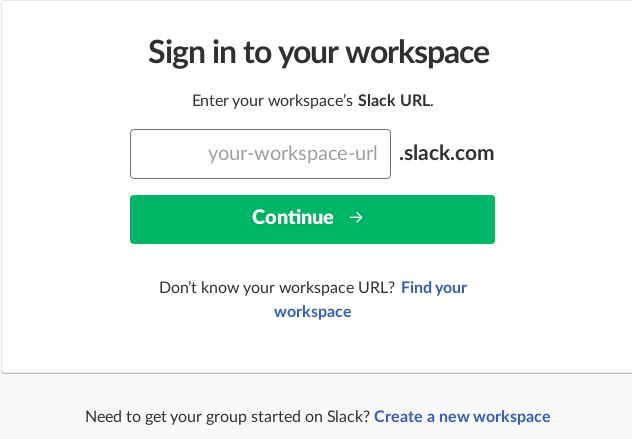 Sign in to your workspace
Enter your workspace's Slack URL.
your-workspace-url .slack.com
Continue →
Don't know your workspace URL? Find your
workspace
Need to get your group started on Slack? Create a new workspace